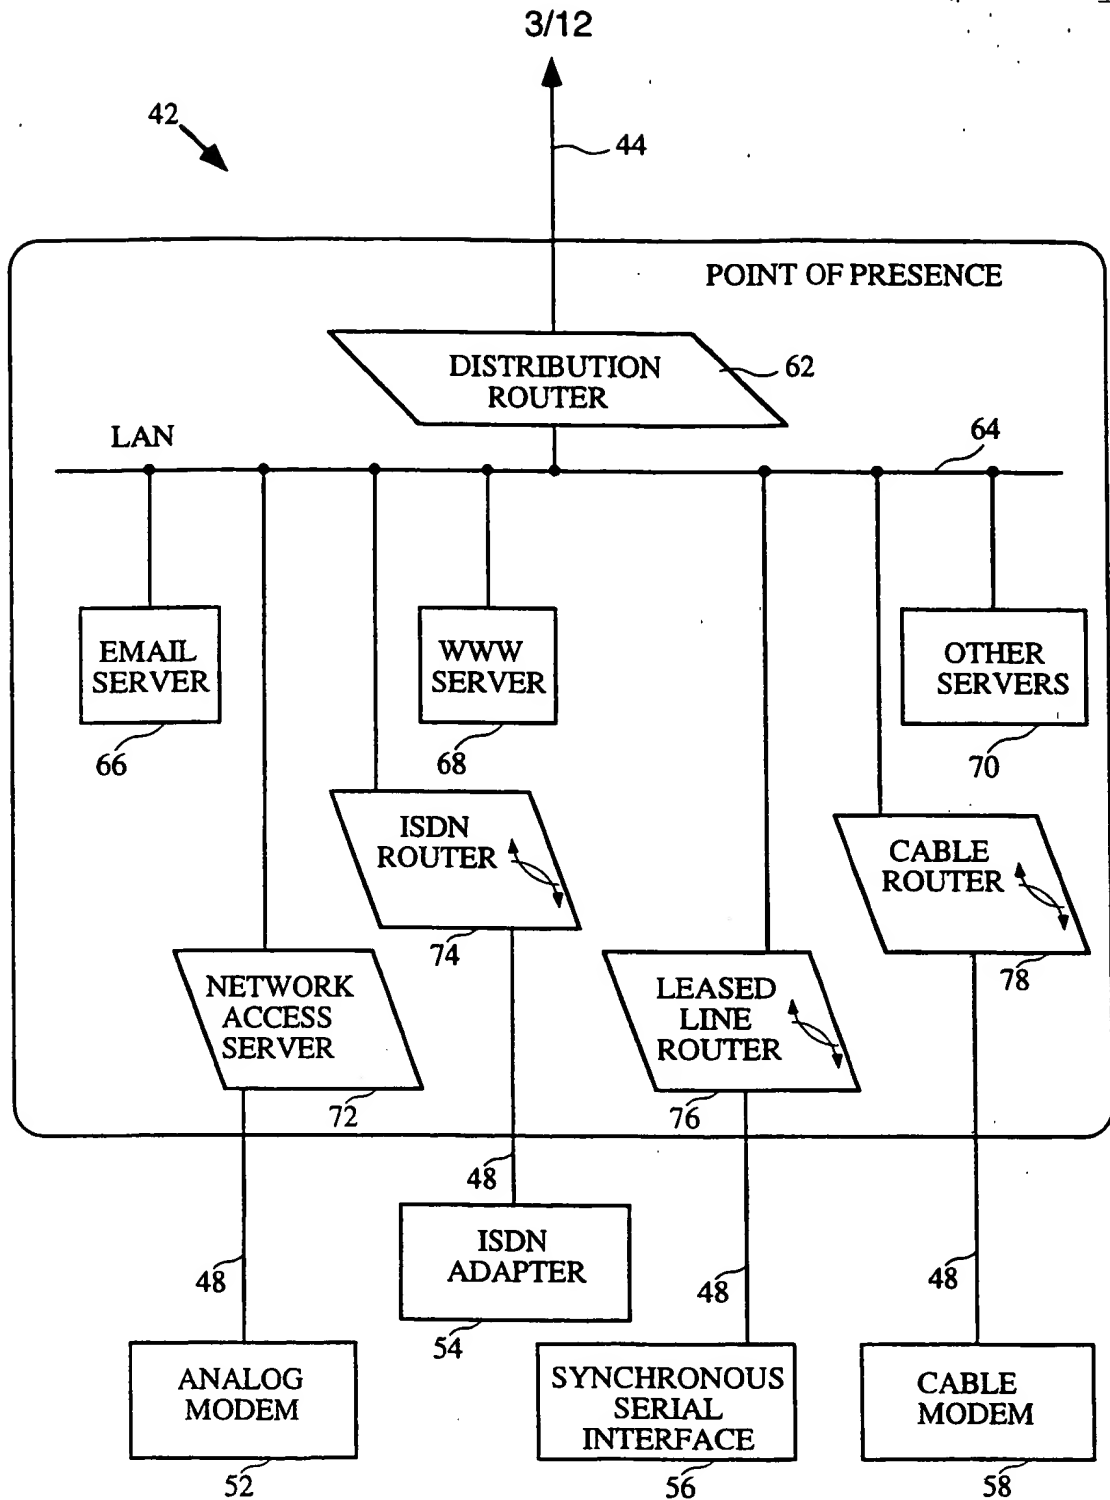 3/12
42
44
POINT OF PRESENCE
DISTRIBUTION
ROUTER
62
LAN
64
EMAIL
SERVER
66
WWW
SERVER
68
OTHER
SERVERS
70
ISDN
ROUTER
74
CABLE
ROUTER
78
NETWORK
ACCESS
SERVER
72
LEASED
LINE
ROUTER
76
48
ISDN
ADAPTER
54
48
48
48
ANALOG
MODEM
52
SYNCHRONOUS
SERIAL
INTERFACE
56
CABLE
MODEM
58